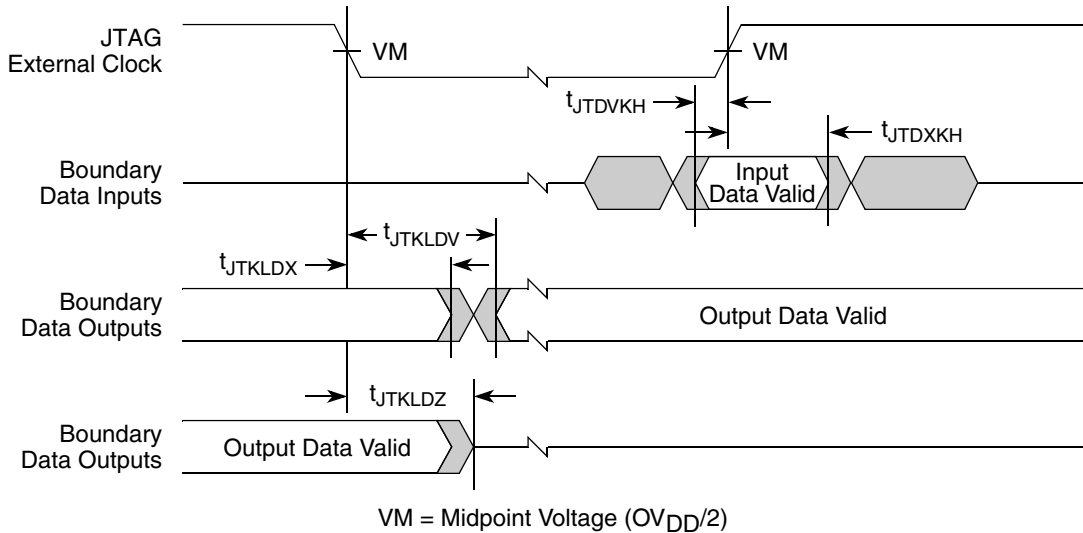 JTAG
External Clock
VM
VM
tJTDVKH
tJTDXKH
Boundary
Data Inputs
Input
Data Valid
tJTKLDV
tJTKLDX
Boundary
Data Outputs
Output Data Valid
tJTKLDZ
Boundary
Data Outputs
Output Data Valid
VM = Midpoint Voltage (OVDD/2)